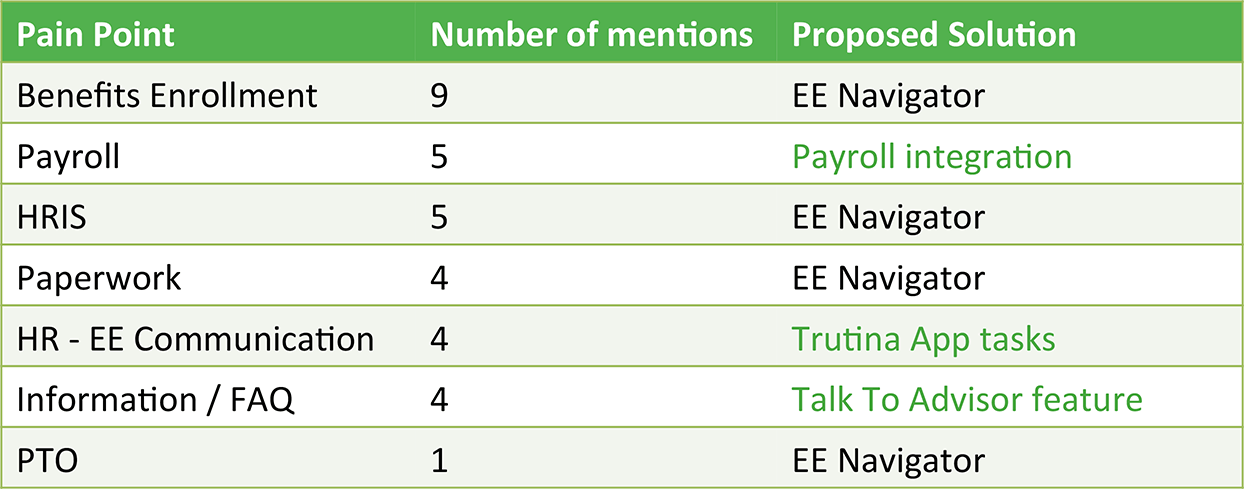 Pain Point Number of mentions Proposed Solution
Benefits Enrollment 9 EE Navigator
Payroll 5 Payroll integration
HRIS 5 EE Navigator
Paperwork 4 EE Navigator
HR - EE Communication 4 Trutina App tasks
Information / FAQ 4 Talk To Advisor feature
PTO 1 EE Navigator